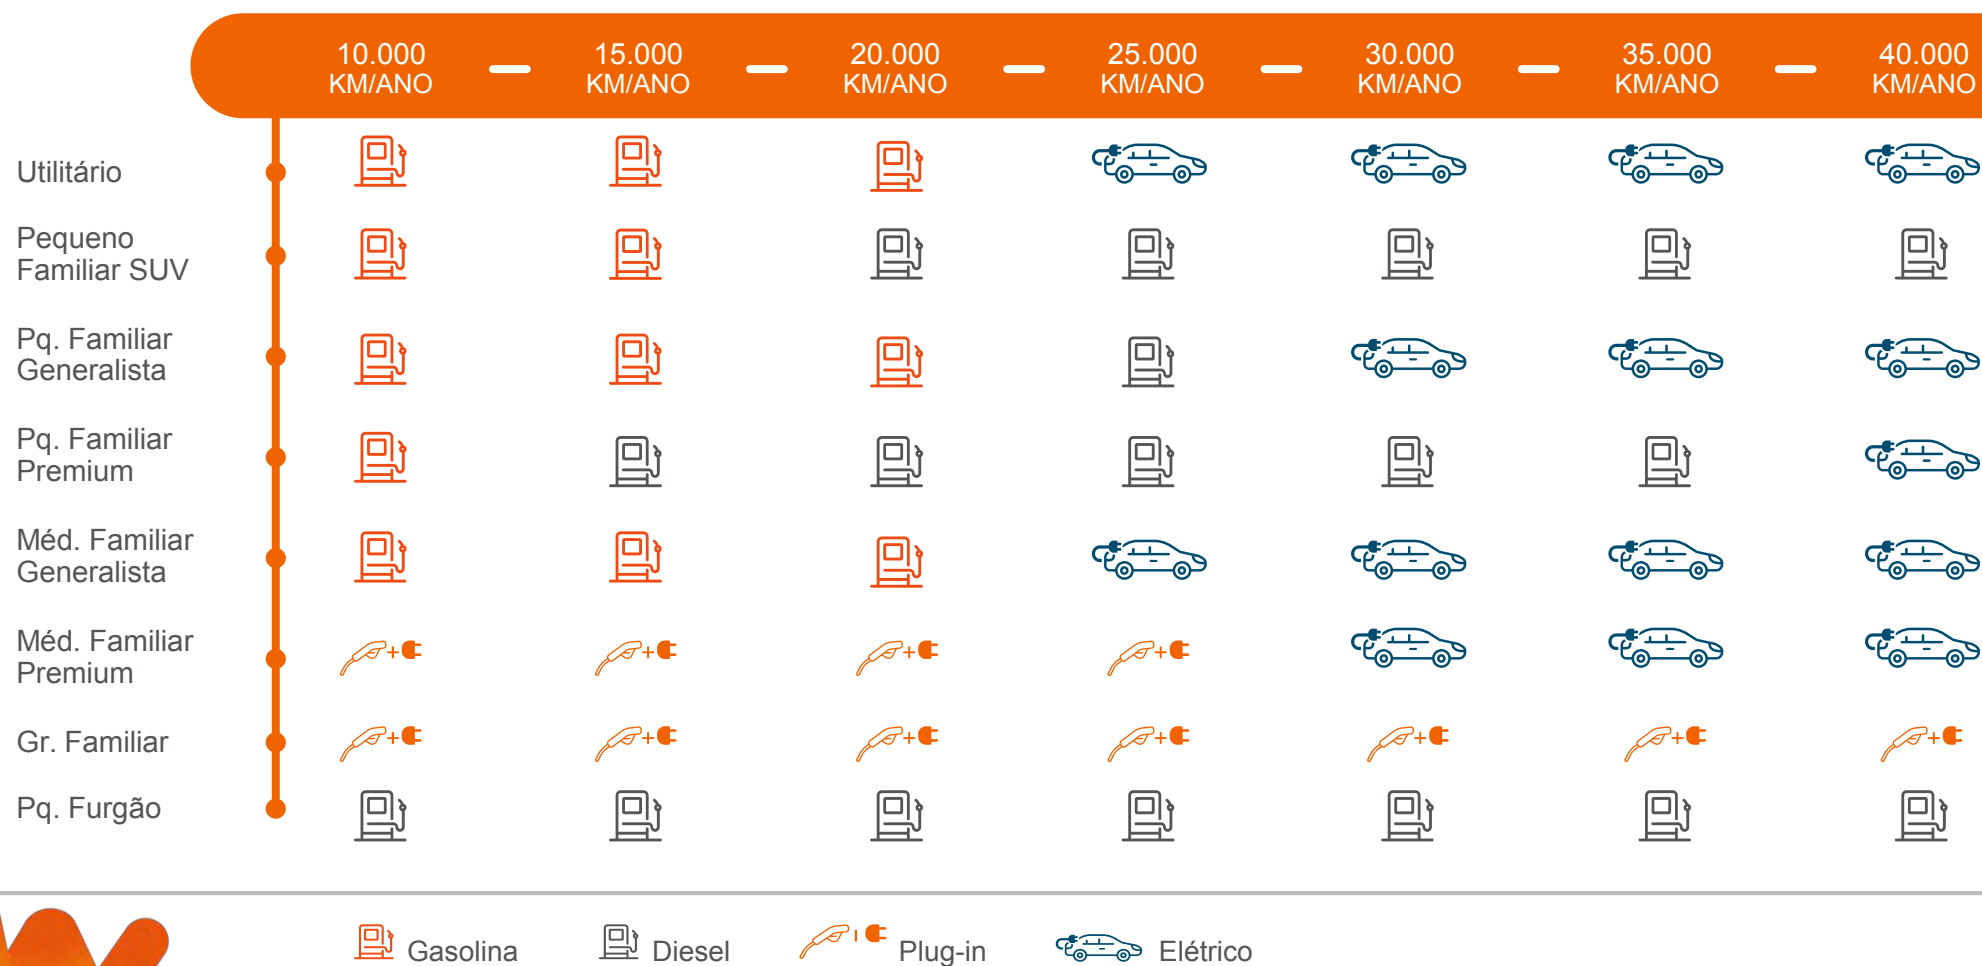 10.000 15.000 20.000 25.000 30.000 35.000 40.000
KM/ANO KM/ANO KM/ANO KM/ANO KM/ANO KM/ANO KM/ANO
Utilitário
Pequeno
Familiar SUV
Pq. Familiar
Generalista
Pq. Familiar
Premium
Méd. Familiar
Generalista
Méd. Familiar
Premium
Gr. Familiar
Pq. Furgão
Gasolina Diesel Plug-in Elétrico